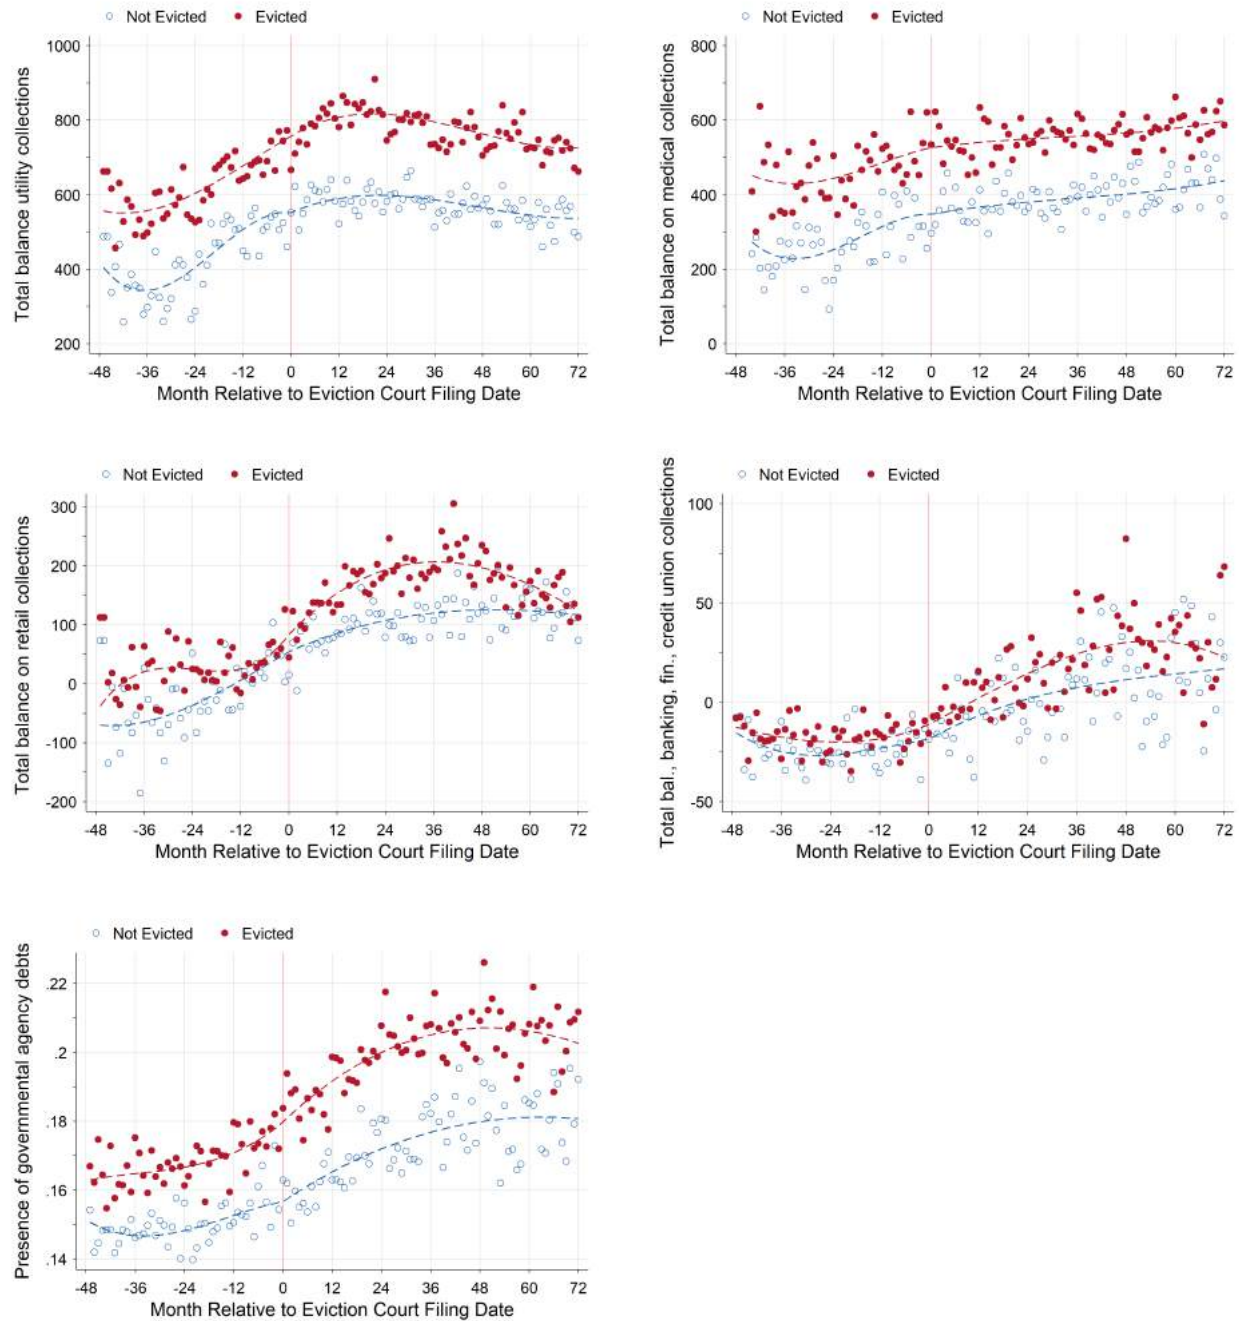 Not Evicted Evicted
Total balance utility collections
1000
800
600
400
200
-48 -36 -24 -12 0 12 24 36 48 60 72
Month Relative to Eviction Court Filing Date
Not Evicted Evicted
Total balance on medical collections
800
600
400
200
0
-48 -36 -24 -12 0 12 24 36 48 60 72
Month Relative to Eviction Court Filing Date
Not Evicted Evicted
Total balance on retail collections
300
200
100
0
-100
-200
-48 -36 -24 -12 0 12 24 36 48 60 72
Month Relative to Eviction Court Filing Date
Not Evicted Evicted
Total bal., banking, fin., credit union collections
100
50
0
-50
-48 -36 -24 -12 0 12 24 36 48 60 72
Month Relative to Eviction Court Filing Date
Not Evicted Evicted
Presence of governmental agency debts
.22
.2
.18
.16
.14
-48 -36 -24 -12 0 12 24 36 48 60 72
Month Relative to Eviction Court Filing Date